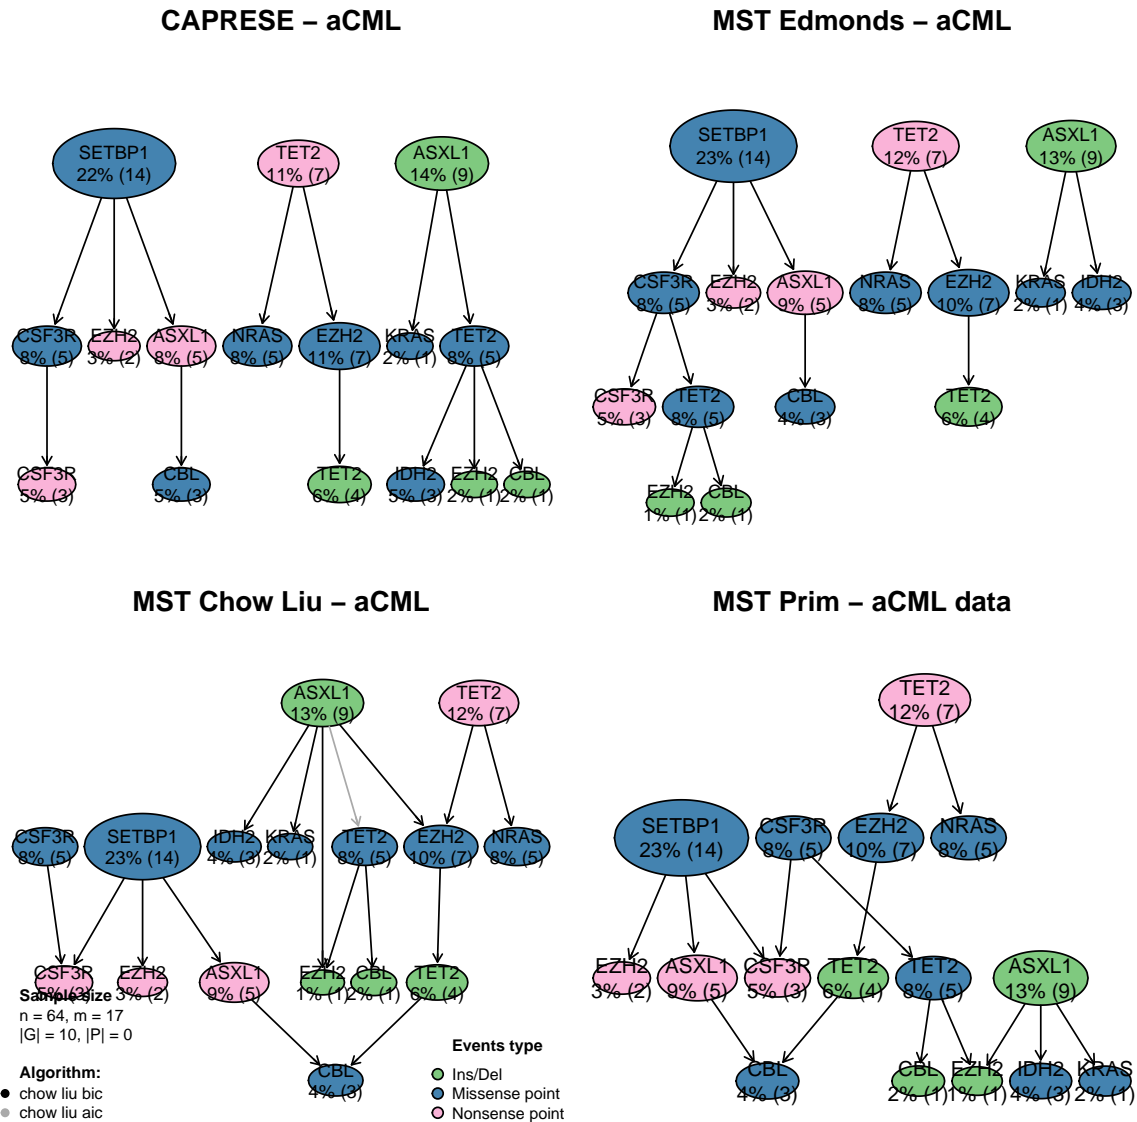 CAPRESE – aCML
SETBP1
22% (14)
TET2
11% (7)
ASXL1
14% (9)
CSF3R
8% (5)
EZH2
3% (2)
ASXL1
8% (5)
NRAS
8% (5)
EZH2
11% (7)
KRAS
2% (1)
TET2
8% (5)
CSF3R
5% (3)
CBL
5% (3)
TET2
6% (4)
IDH2
5% (3)
EZH2
2% (1)
CBL
2% (1)
MST Edmonds – aCML
SETBP1
23% (14)
TET2
12% (7)
ASXL1
13% (9)
CSF3R
8% (5)
EZH2
3% (2)
ASXL1
9% (5)
NRAS
8% (5)
EZH2
10% (7)
KRAS
2% (1)
IDH2
4% (3)
CSF3R
5% (3)
TET2
8% (5)
CBL
4% (3)
TET2
6% (4)
EZH2
1% (1)
CBL
2% (1)
MST Chow Liu – aCML
ASXL1
13% (9)
TET2
12% (7)
CSF3R
8% (5)
SETBP1
23% (14)
IDH2
4% (3)
KRAS
2% (1)
TET2
8% (5)
EZH2
10% (7)
NRAS
8% (5)
CSF3R
5% (3)
EZH2
3% (2)
ASXL1
9% (5)
EZH2
1% (1)
CBL
2% (1)
TET2
6% (4)
CBL
4% (3)
Sample size
n = 64, m = 17
|G| = 10, |P| = 0
Algorithm:
chow liu bic
chow liu aic
Events type
Ins/Del
Missense point
Nonsense point
MST Prim – aCML data
TET2
12% (7)
SETBP1
23% (14)
CSF3R
8% (5)
EZH2
10% (7)
NRAS
8% (5)
EZH2
3% (2)
ASXL1
9% (5)
CSF3R
5% (3)
TET2
6% (4)
TET2
8% (5)
ASXL1
13% (9)
CBL
4% (3)
CBL
2% (1)
EZH2
1% (1)
IDH2
4% (3)
KRAS
2% (1)